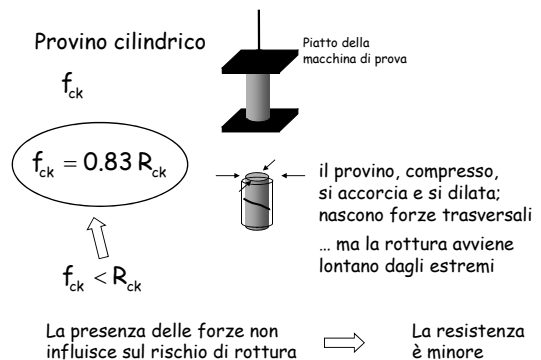 Provino cilindrico
Piatto della
macchina di prova
f_ck
f_ck = 0.83 R_ck
il provino, compresso,
si accorcia e si dilata;
nascono forze trasversali
... ma la rottura avviene
lontano dagli estremi
f_ck < R_ck
La presenza delle forze non
influisce sul rischio di rottura
La resistenza
è minore